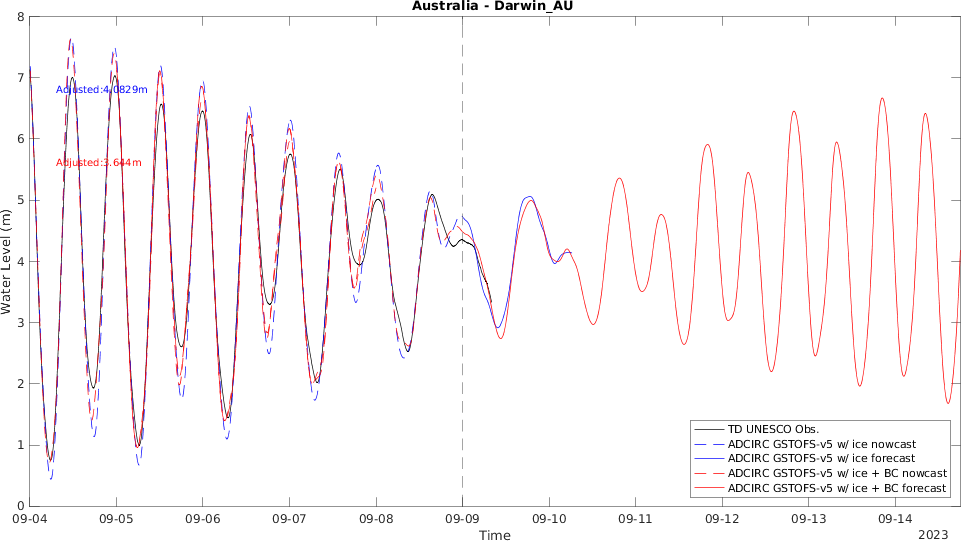 Australia - Darwin_AU
8
7
6
5
4
3
2
1
0
Water Level (m)
Adjusted:4.0829m
Adjusted:3.644m
TD UNESCO Obs.
ADCIRC GSTOFS-v5 w/ ice nowcast
ADCIRC GSTOFS-v5 w/ ice forecast
ADCIRC GSTOFS-v5 w/ ice + BC nowcast
ADCIRC GSTOFS-v5 w/ ice + BC forecast
09-04 09-05 09-06 09-07 09-08 09-09 09-10 09-11 09-12 09-13 09-14
Time
2023